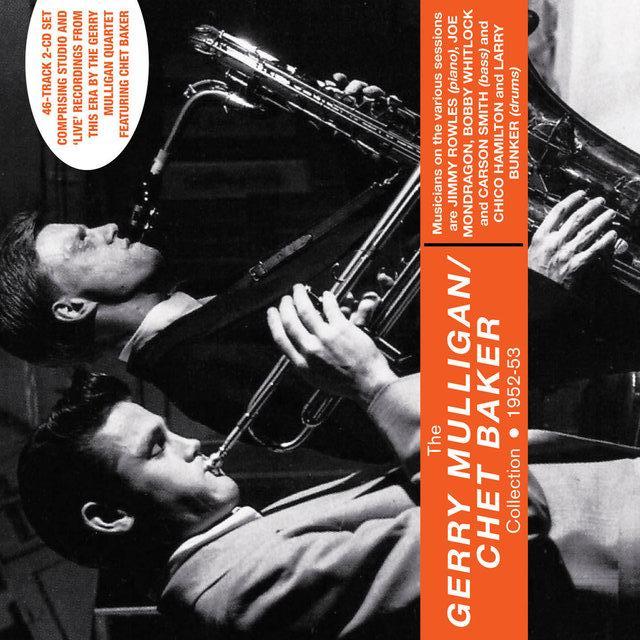 46-TRACK 2-CD SET
COMPRISING STUDIO AND
'LIVE' RECORDINGS FROM
THIS ERA BY THE GERRY
MULLIGAN QUARTET
FEATURING CHET BAKER
The
GERRY MULLIGAN/
CHET BAKER
Collection • 1952-53
Musicians on the various sessions
are JIMMY ROWLES (piano), JOE
MONDRAGON, BOBBY WHITLOCK
and CARSON SMITH (bass) and
CHICO HAMILTON and LARRY
BUNKER (drums)